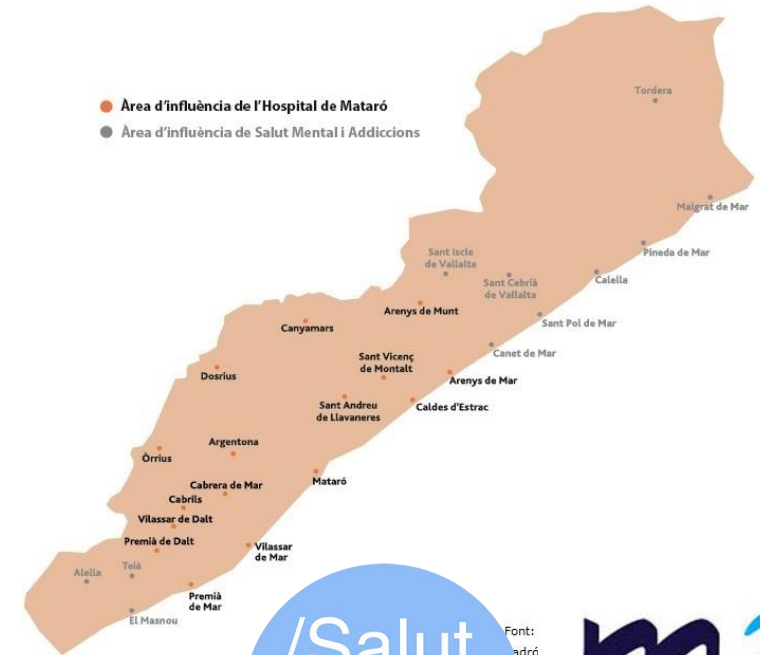 Àrea d'influència de l'Hospital de Mataró
Àrea d'influència de Salut Mental i Addiccions
Tordera
Malgrat de Mar
Pineda de Mar
Sant Iscle
de Vallalta
Sant Cebrià
de Vallalta
Calella
Arenys de Munt
Sant Pol de Mar
Canyamars
Canet de Mar
Sant Vicenç
de Montalt
Dosrius
Arenys de Mar
Sant Andreu
de Llavaneres
Caldes d'Estrac
Argentona
Òrrius
Cabrera de Mar
Mataró
Cabrils
Vilassar de Dalt
Premià de Dalt
Vilassar
de Mar
Alella
Teià
Premià
de Mar
El Masnou
/Salut
Font: